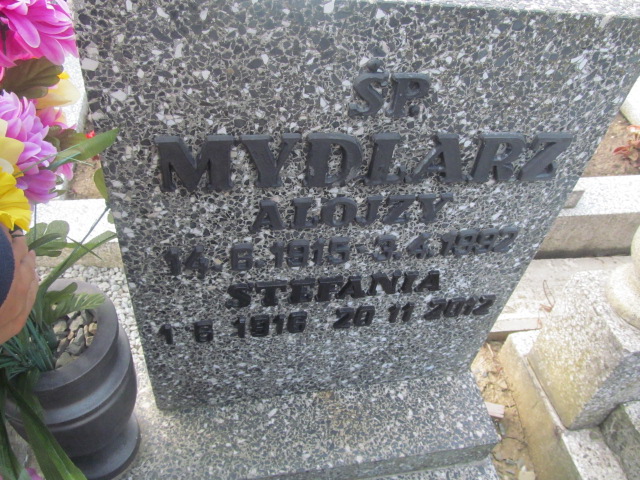 ŚP.
MYDLARZ
ALOJZY
14.6.1915-3.4.1992
STEFANIA
1 6 1916 20 11 2012